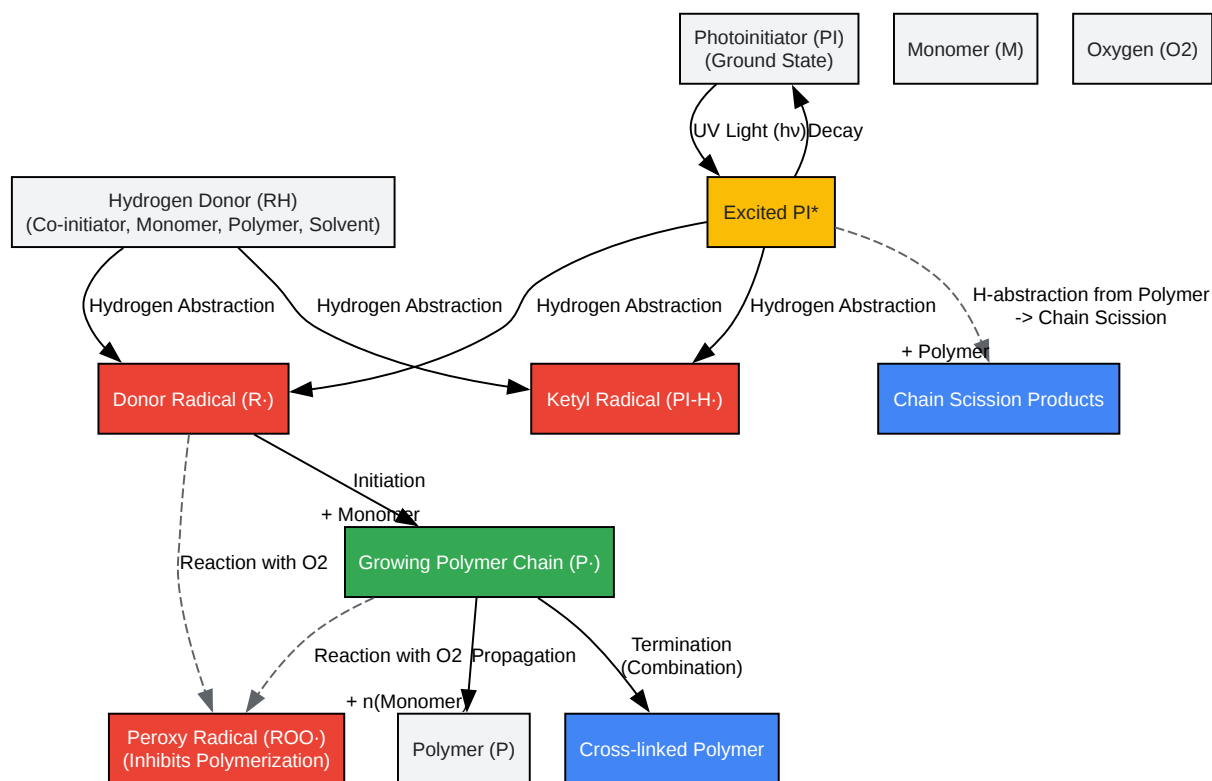 Photoinitiator (PI)
(Ground State)
Monomer (M)
Oxygen (O2)
UV Light (hν)
Decay
Hydrogen Donor (RH)
(Co-initiator, Monomer, Polymer, Solvent)
Excited PI*
Hydrogen Abstraction
Hydrogen Abstraction
Hydrogen Abstraction
Hydrogen Abstraction
H-abstraction from Polymer
-> Chain Scission
+ Polymer
Donor Radical (R·)
Ketyl Radical (PI-H·)
Chain Scission Products
Initiation
+ Monomer
Reaction with O2
Growing Polymer Chain (P·)
Reaction with O2
Propagation
Termination
(Combination)
+ n(Monomer)
Peroxy Radical (ROO·)
(Inhibits Polymerization)
Polymer (P)
Cross-linked Polymer